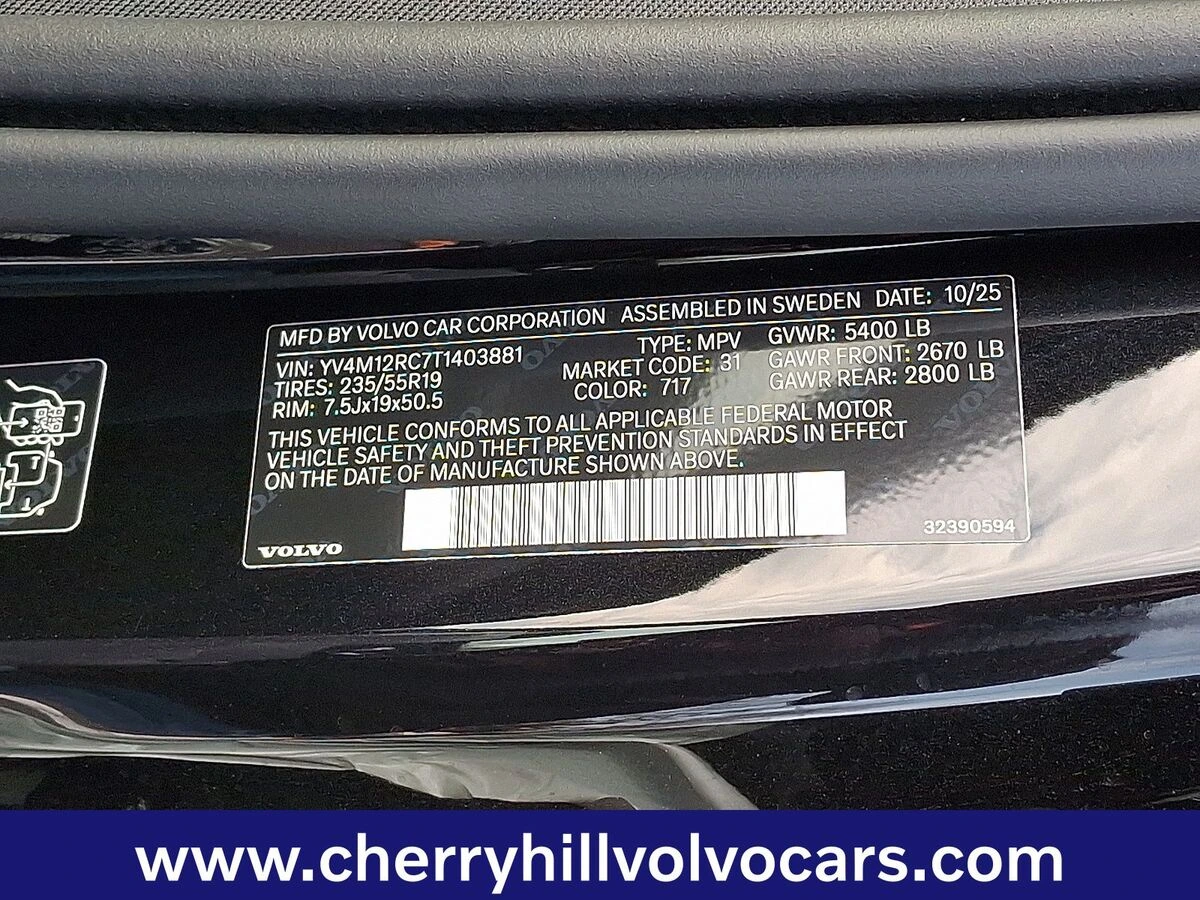 MFD BY VOLVO CAR CORPORATION ASSEMBLED IN SWEDEN DATE: 10/25
VIN: YV4M12RC7T1403881 TYPE: MPV GVWR: 5400 LB
TIRES: 235/55R19 MARKET CODE: 31 GAWR FRONT: 2670 LB
RIM: 7.5Jx19x50.5 COLOR: 717 GAWR REAR: 2800 LB
THIS VEHICLE CONFORMS TO ALL APPLICABLE FEDERAL MOTOR
VEHICLE SAFETY AND THEFT PREVENTION STANDARDS IN EFFECT
ON THE DATE OF MANUFACTURE SHOWN ABOVE.
VOLVO 32390594
www.cherryhillvolvocars.com